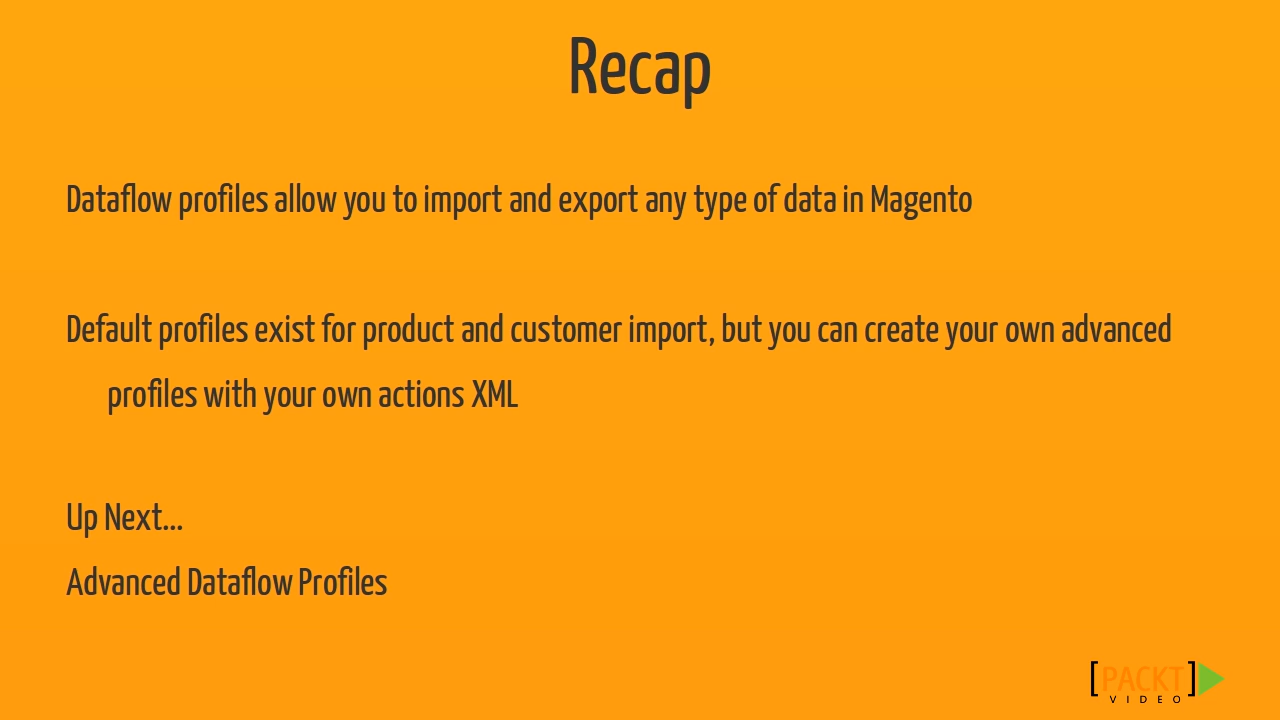 Recap
Dataflow profiles allow you to import and export any type of data in Magento
Default profiles exist for product and customer import, but you can create your own advanced
profiles with your own actions XML
Up Next...
Advanced Dataflow Profiles
[PACKT]
VIDEO